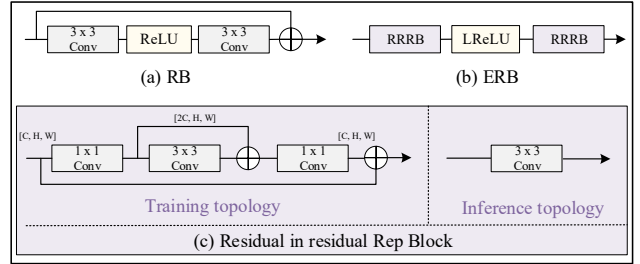 3 x 3
Conv
ReLU
3 x 3
Conv
(a) RB
RRRB
LReLU
RRRB
(b) ERB
[C, H, W]
1 x 1
Conv
[2C, H, W]
3 x 3
Conv
1 x 1
Conv
[C, H, W]
Training topology
3 x 3
Conv
Inference topology
(c) Residual in residual Rep Block